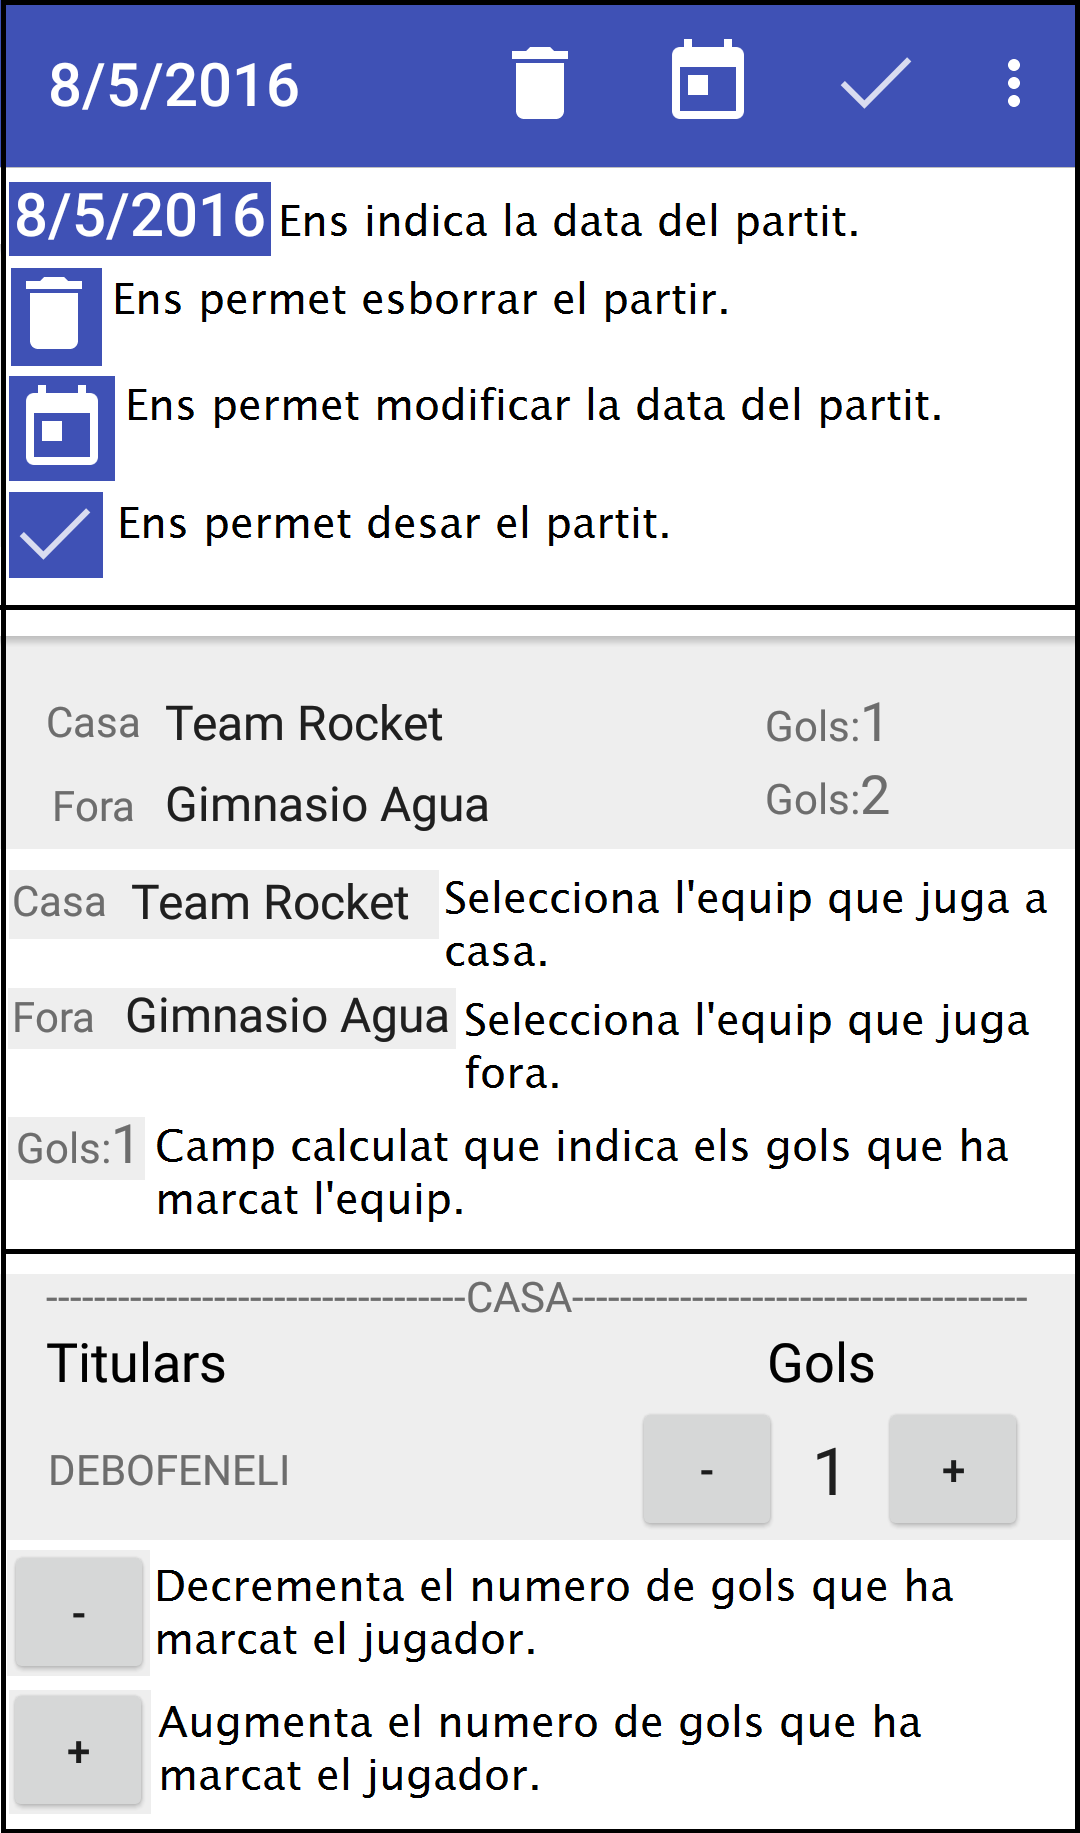 8/5/2016
8/5/2016 Ens indica la data del partit.
Ens permet esborrar el partir.
Ens permet modificar la data del partit.
Ens permet desar el partit.
Casa Team Rocket Gols:1
Fora Gimnasio Agua Gols:2
Casa Team Rocket Selecciona l'equip que juga a
casa.
Fora Gimnasio Agua Selecciona l'equip que juga
fora.
Gols:1 Camp calculat que indica els gols que ha
marcat l'equip.
-----------------------------------CASA--------------------------------------
Titulars Gols
DEBOFENELI - 1 +
- Decrementa el numero de gols que ha
marcat el jugador.
+ Augmenta el numero de gols que ha
marcat el jugador.